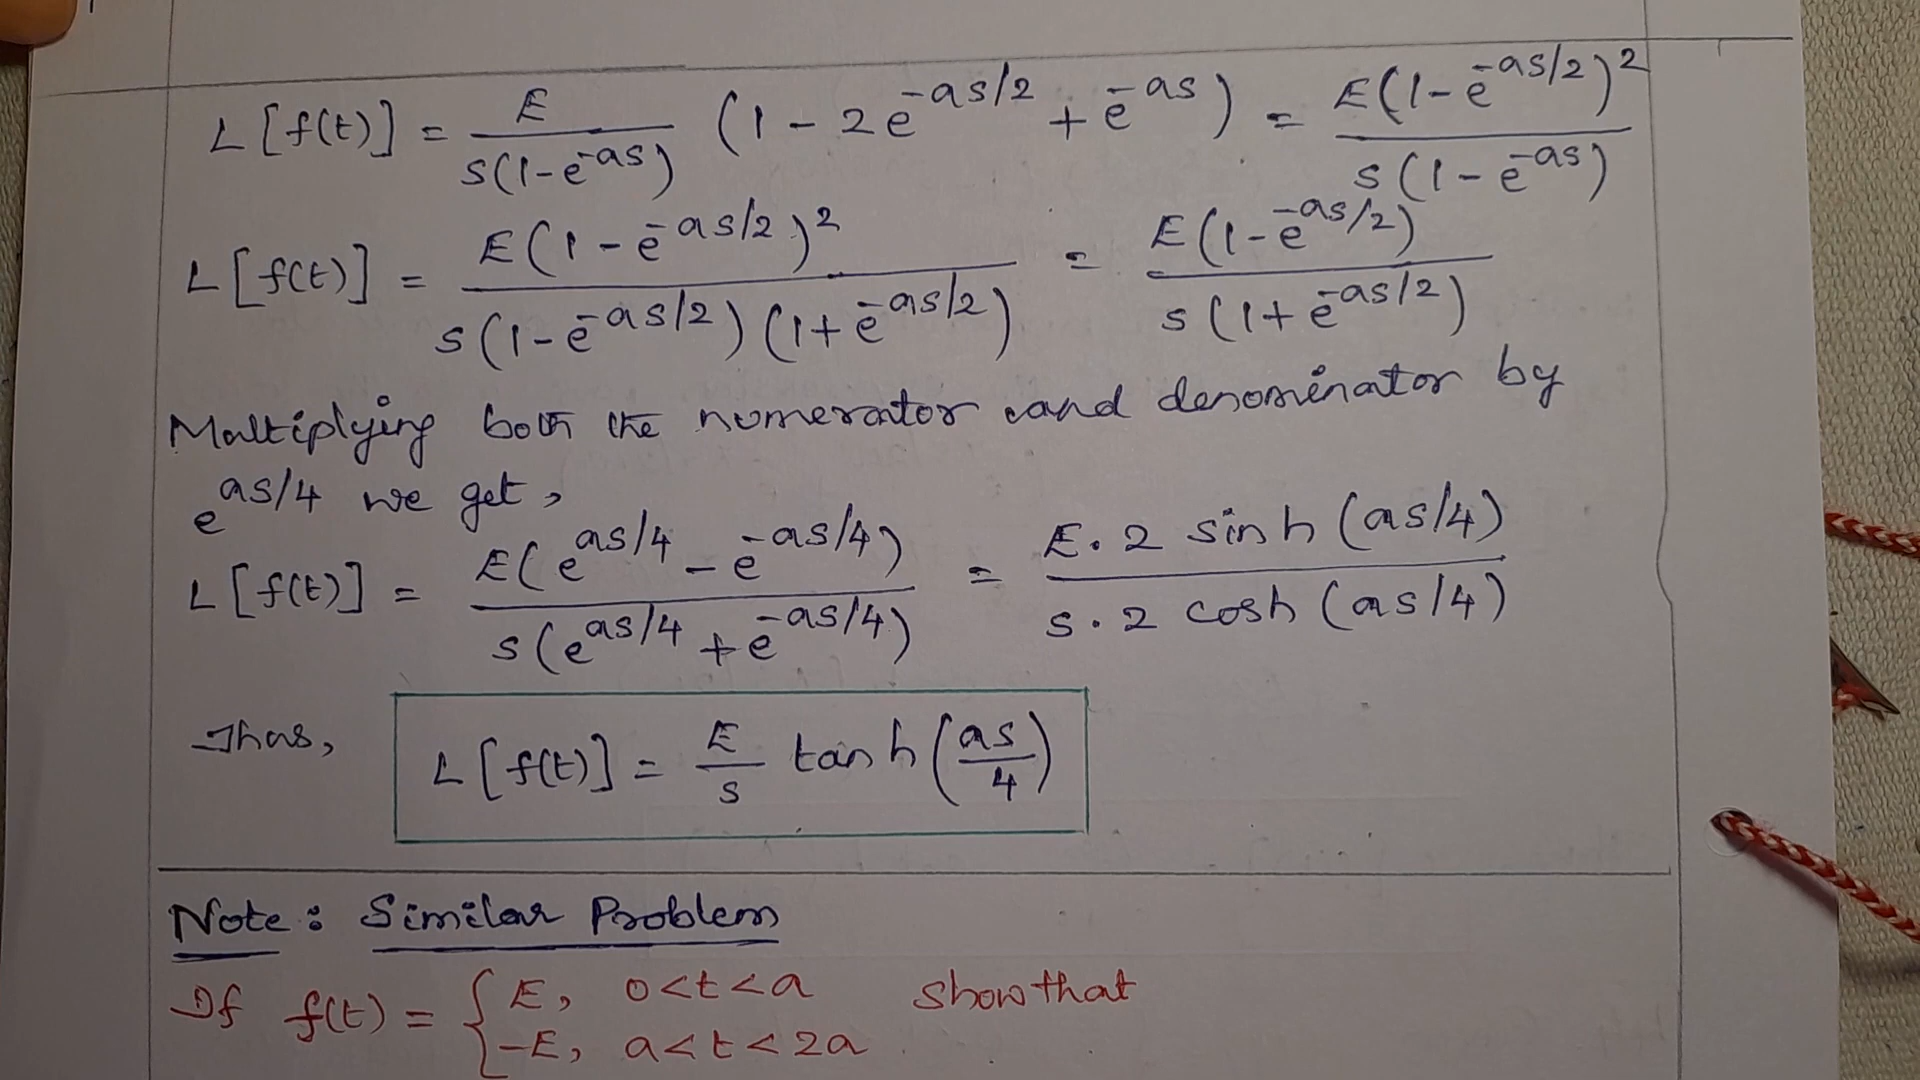 L[f(t)] = E / s(1-e^-as) (1 - 2e^-as/2 + e^-as) = E(1-e^-as/2)^2 / s(1-e^-as)
L[f(t)] = E(1-e^-as/2)^2 / s(1-e^-as/2)(1+e^-as/2) = E(1-e^-as/2) / s(1+e^-as/2)
Multiplying both the numerator and denominator by
e^as/4 we get,
L[f(t)] = E(e^as/4 - e^-as/4) / s(e^as/4 + e^-as/4) = E. 2 sinh (as/4) / s. 2 cosh (as/4)
Thus, L[f(t)] = E/s tanh (as/4)
Note: Similar Problem
If f(t) = { E, 0<t<a show that
-E, a<t<2a